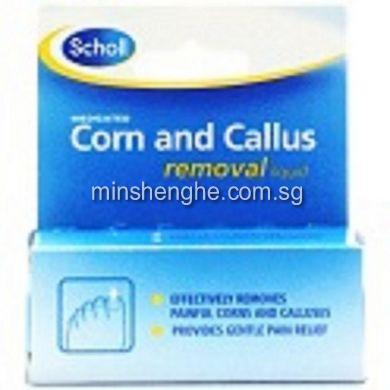 Scholl
MEDICATED
Corn and Callus
removal liquid
minshenghe.com.sg
EFFECTIVELY REMOVES
PAINFUL CORNS AND CALLUSES
PROVIDES GENTLE PAIN RELIEF